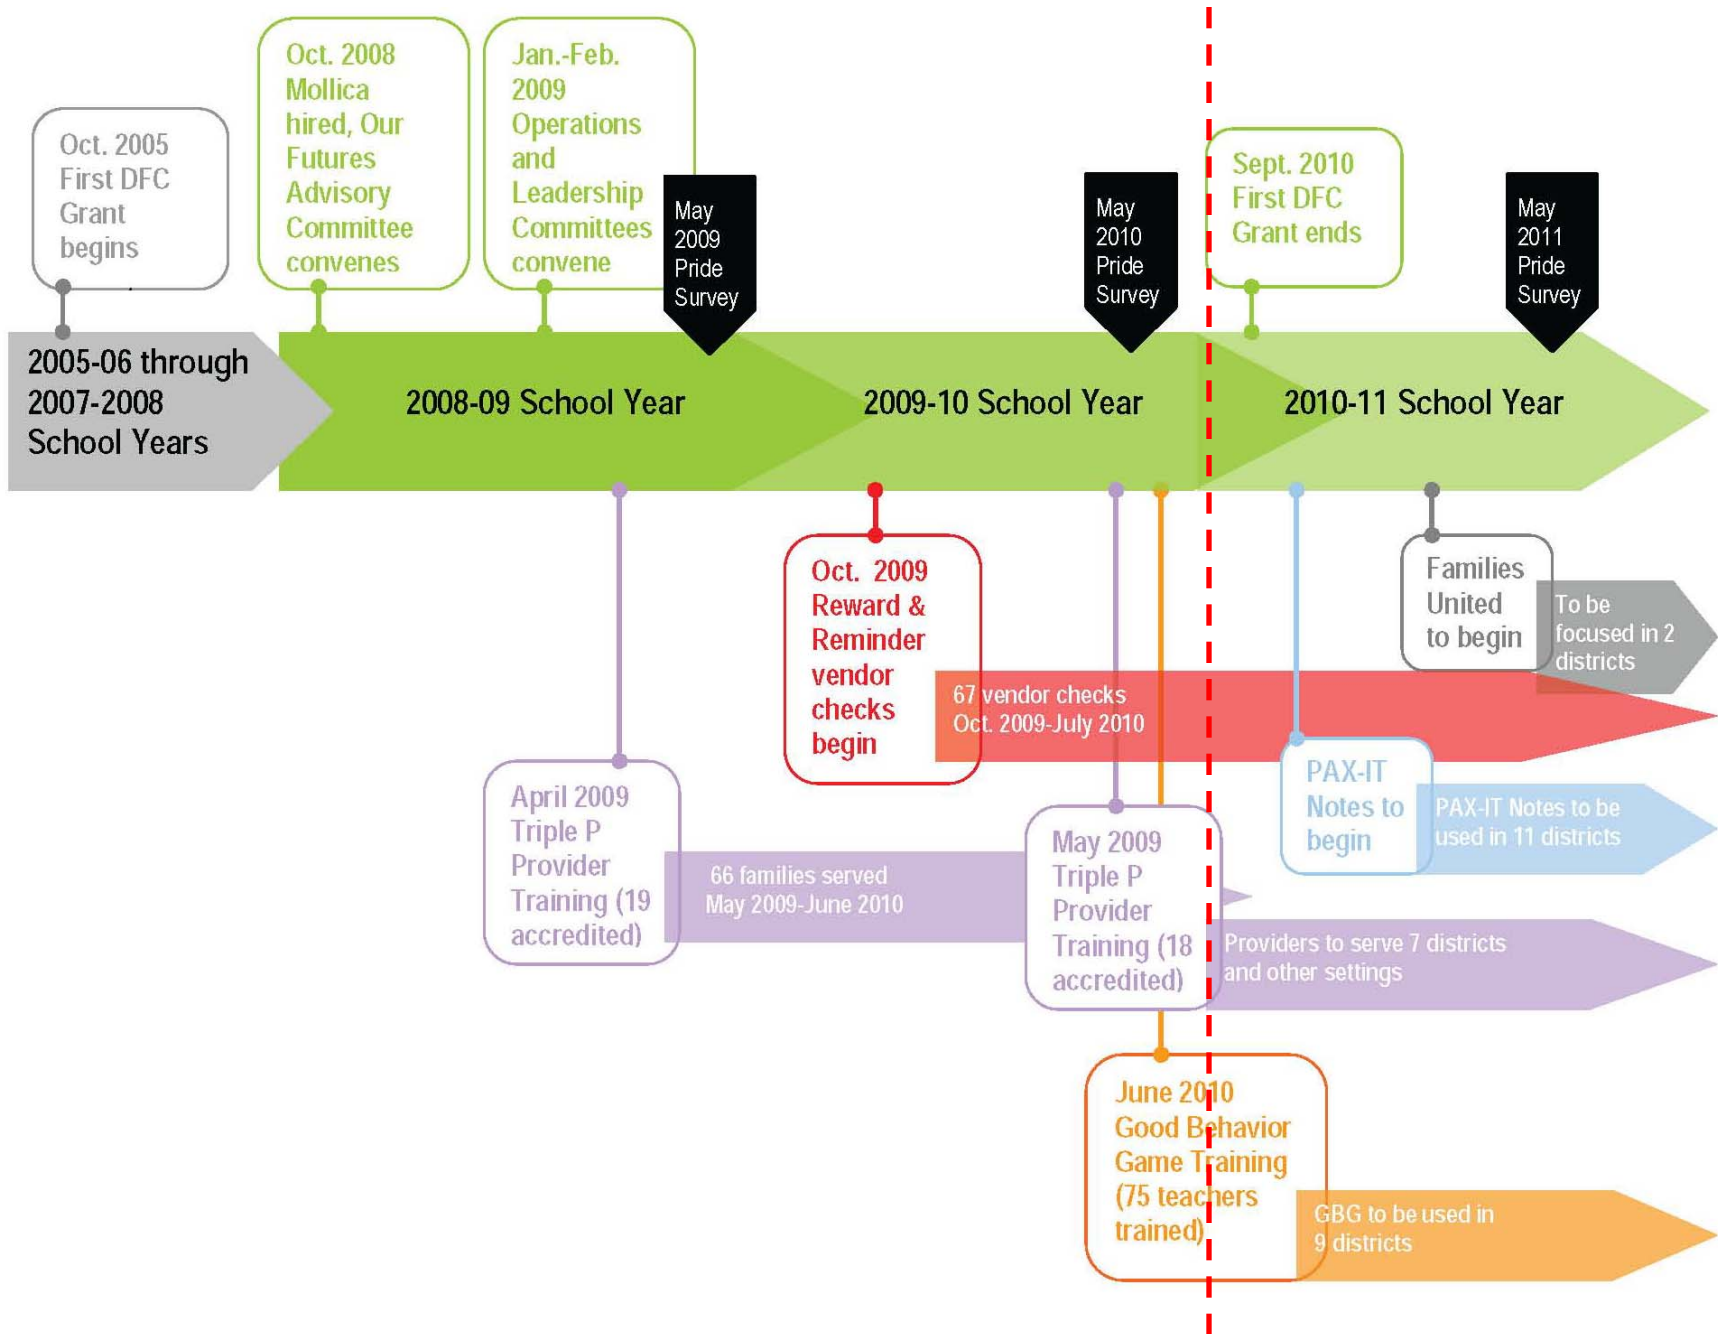 Oct. 2005
First DFC
Grant
begins
Oct. 2008
Mollica
hired, Our
Futures
Advisory
Committee
convenes
Jan.-Feb.
2009
Operations
and
Leadership
Committees
convene
May
2009
Pride
Survey
May
2010
Pride
Survey
Sept. 2010
First DFC
Grant ends
May
2011
Pride
Survey
2005-06 through
2007-2008
School Years
2008-09 School Year
2009-10 School Year
2010-11 School Year
Oct. 2009
Reward &
Reminder
vendor
checks
begin
67 vendor checks
Oct. 2009-July 2010
Families
United
to begin
To be
focused in 2
districts
PAX-IT
Notes to
begin
PAX-IT Notes to be
used in 11 districts
April 2009
Triple P
Provider
Training (19
accredited)
66 families served
May 2009-June 2010
May 2009
Triple P
Provider
Training (18
accredited)
Providers to serve 7 districts
and other settings
June 2010
Good Behavior
Game Training
(75 teachers
trained)
GBG to be used in
9 districts